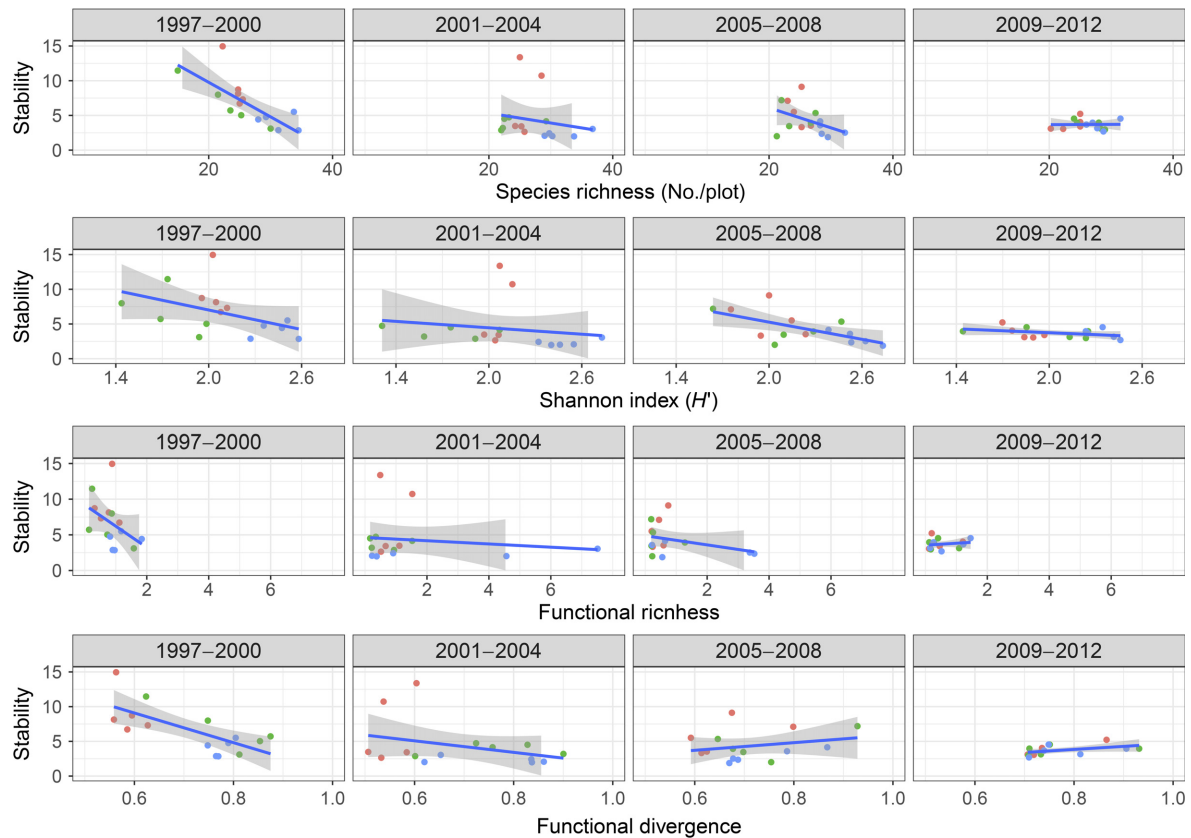 1997–2000 2001–2004 2005–2008 2009–2012
15
10
5
0
Stability
20 40 20 40 20 40 20 40
Species richness (No./plot)
1997–2000 2001–2004 2005–2008 2009–2012
15
10
5
0
Stability
1.4 2.0 2.6 1.4 2.0 2.6 1.4 2.0 2.6 1.4 2.0 2.6
Shannon index (H')
1997–2000 2001–2004 2005–2008 2009–2012
15
10
5
0
Stability
2 4 6 2 4 6 2 4 6 2 4 6
Functional ricnhess
1997–2000 2001–2004 2005–2008 2009–2012
15
10
5
0
Stability
0.6 0.8 1.0 0.6 0.8 1.0 0.6 0.8 1.0 0.6 0.8 1.0
Functional divergence